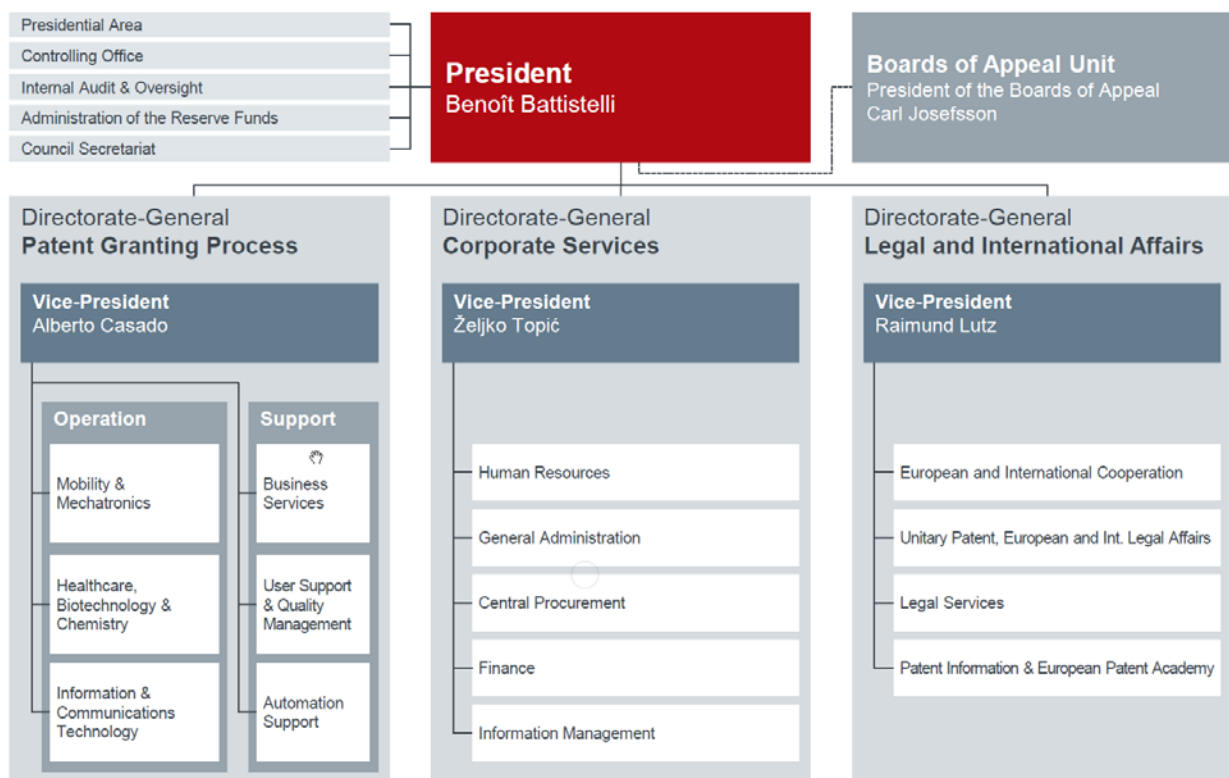 Presidential Area
Controlling Office
Internal Audit & Oversight
Administration of the Reserve Funds
Council Secretariat
President
Benoît Battistelli
Boards of Appeal Unit
President of the Boards of Appeal
Carl Josefsson
Directorate-General
Patent Granting Process
Vice-President
Alberto Casado
Operation
Mobility &
Mechatronics
Healthcare,
Biotechnology &
Chemistry
Information &
Communications
Technology
Support
Business
Services
User Support
& Quality
Management
Automation
Support
Directorate-General
Corporate Services
Vice-President
Željko Topić
Human Resources
General Administration
Central Procurement
Finance
Information Management
Directorate-General
Legal and International Affairs
Vice-President
Raimund Lutz
European and International Cooperation
Unitary Patent, European and Int. Legal Affairs
Legal Services
Patent Information & European Patent Academy